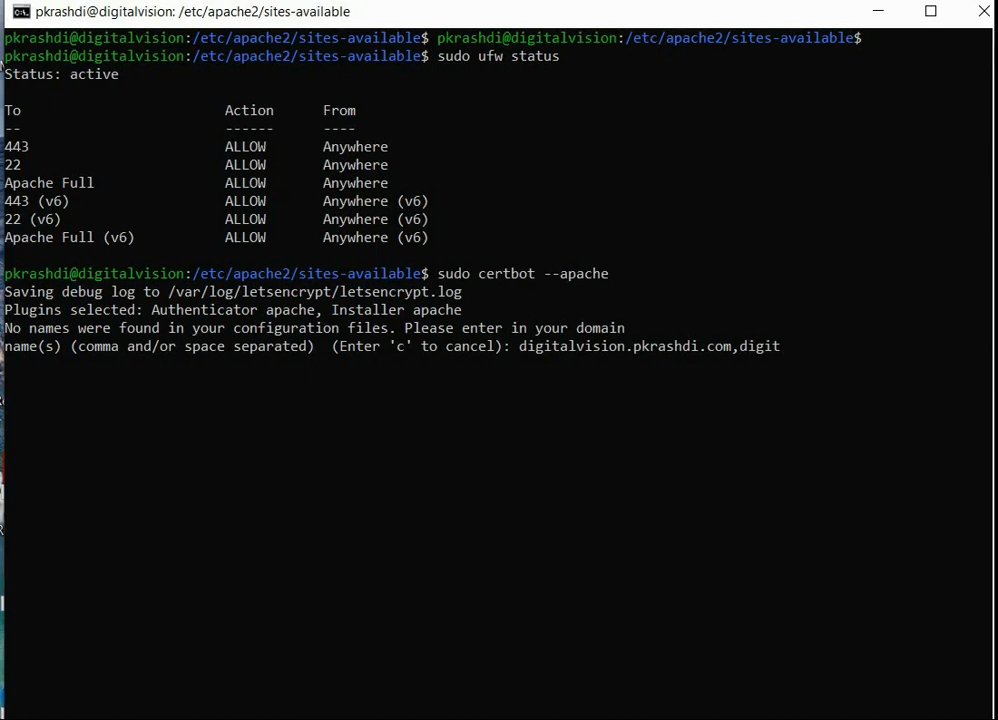 pkrashdi@digitalvision: /etc/apache2/sites-available
pkrashdi@digitalvision:/etc/apache2/sites-available$ pkrashdi@digitalvision:/etc/apache2/sites-available$
pkrashdi@digitalvision:/etc/apache2/sites-available$ sudo ufw status
Status: active
To Action From
-- ------ ----
443 ALLOW Anywhere
22 ALLOW Anywhere
Apache Full ALLOW Anywhere
443 (v6) ALLOW Anywhere (v6)
22 (v6) ALLOW Anywhere (v6)
Apache Full (v6) ALLOW Anywhere (v6)
pkrashdi@digitalvision:/etc/apache2/sites-available$ sudo certbot --apache
Saving debug log to /var/log/letsencrypt/letsencrypt.log
Plugins selected: Authenticator apache, Installer apache
No names were found in your configuration files. Please enter in your domain
name(s) (comma and/or space separated)  (Enter 'c' to cancel): digitalvision.pkrashdi.com,digit